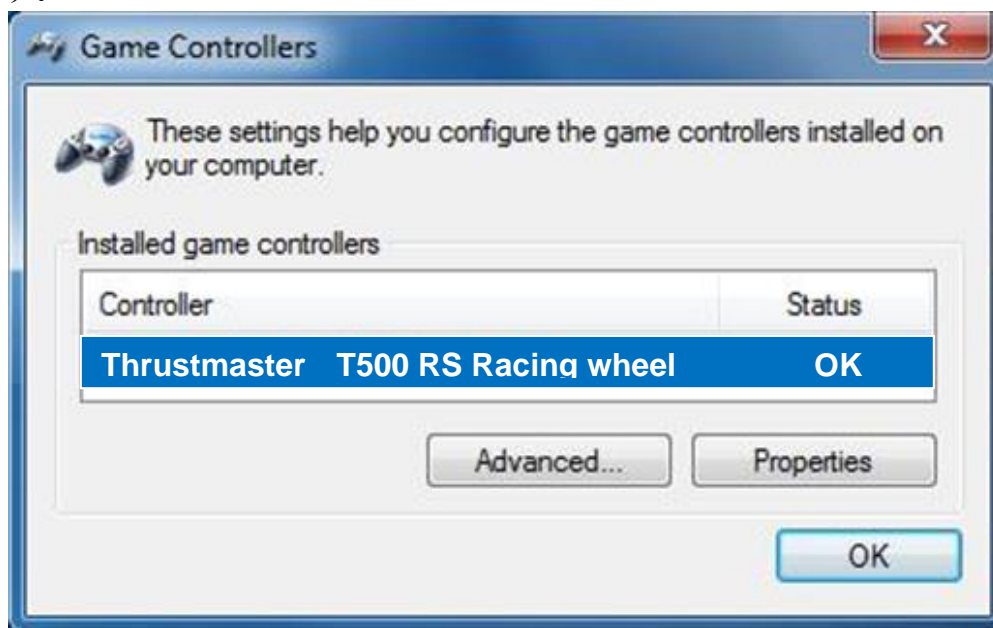 Game Controllers
These settings help you configure the game controllers installed on
your computer.
Installed game controllers
Controller Status
Thrustmaster T500 RS Racing wheel OK
Advanced... Properties
OK